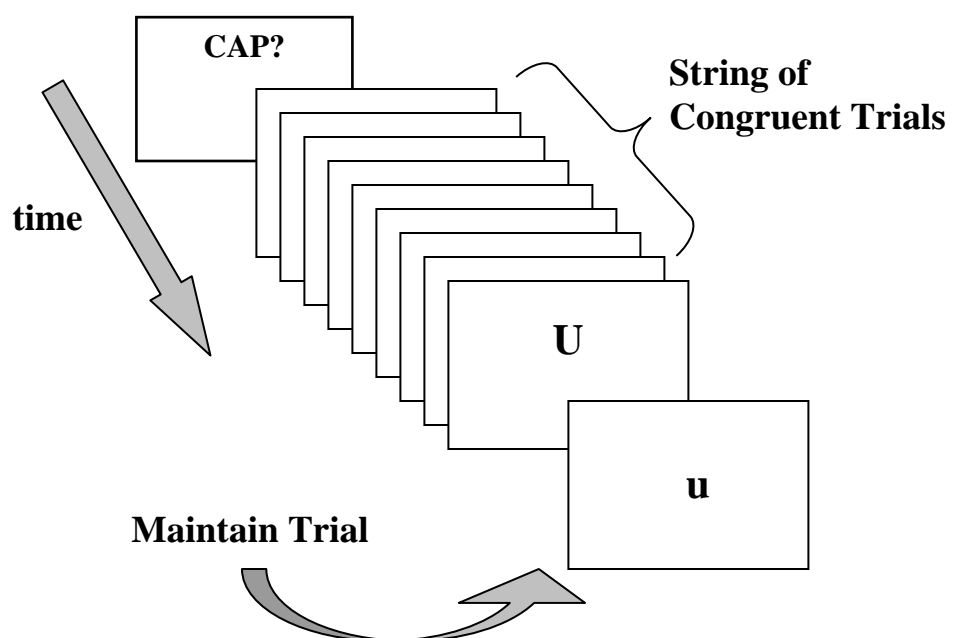 CAP?
String of
Congruent Trials
time
U
u
Maintain Trial